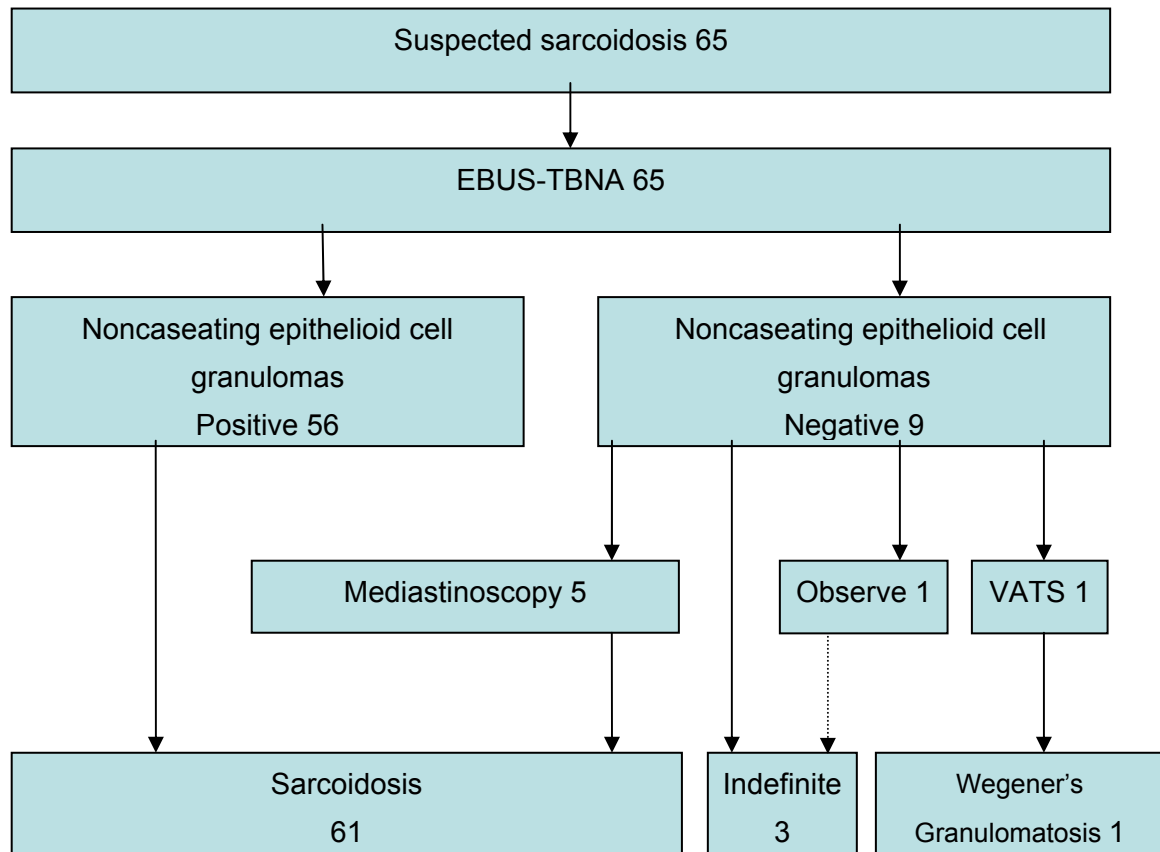 Suspected sarcoidosis 65
EBUS-TBNA 65
Noncaseating epithelioid cell
granulomas
Positive 56
Noncaseating epithelioid cell
granulomas
Negative 9
Mediastinoscopy 5
Observe 1
VATS 1
Sarcoidosis
61
Indefinite
3
Wegener's
Granulomatosis 1